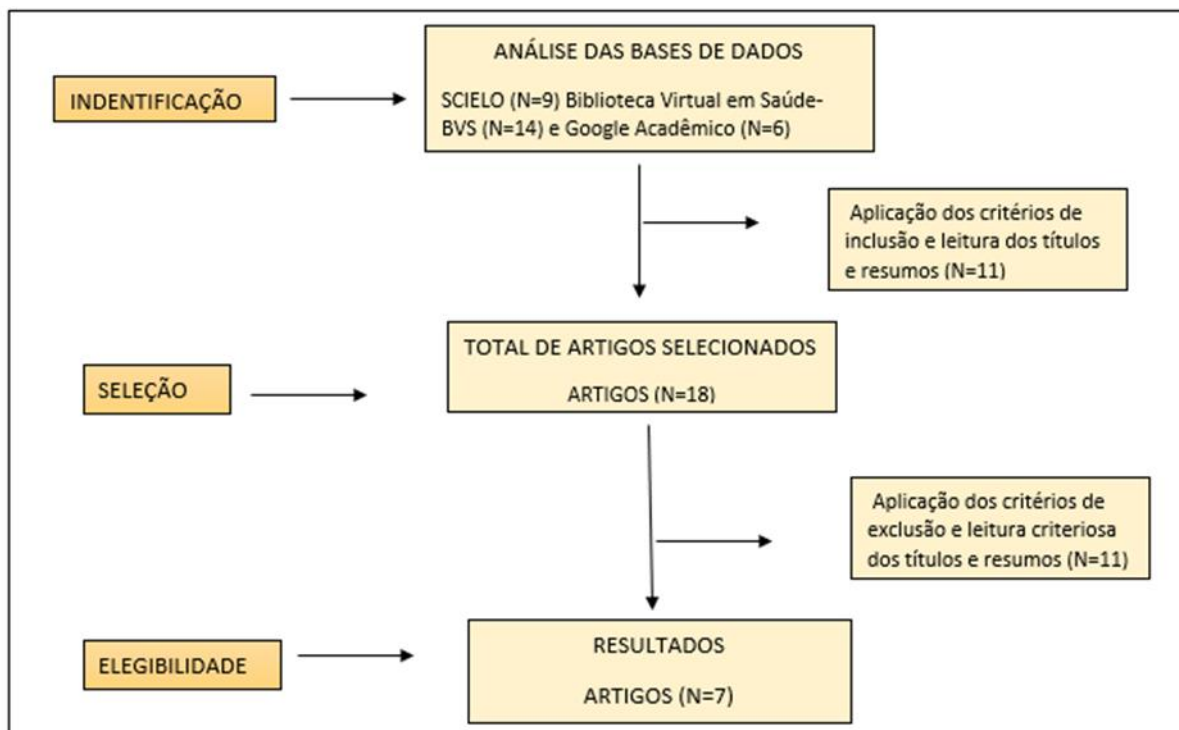 INDENTIFICAÇÃO
ANÁLISE DAS BASES DE DADOS
SCIELO (N=9) Biblioteca Virtual em Saúde-
BVS (N=14) e Google Acadêmico (N=6)
Aplicação dos critérios de
inclusão e leitura dos títulos
e resumos (N=11)
SELEÇÃO
TOTAL DE ARTIGOS SELECIONADOS
ARTIGOS (N=18)
Aplicação dos critérios de
exclusão e leitura criteriosa
dos títulos e resumos (N=11)
ELEGIBILIDADE
RESULTADOS
ARTIGOS (N=7)